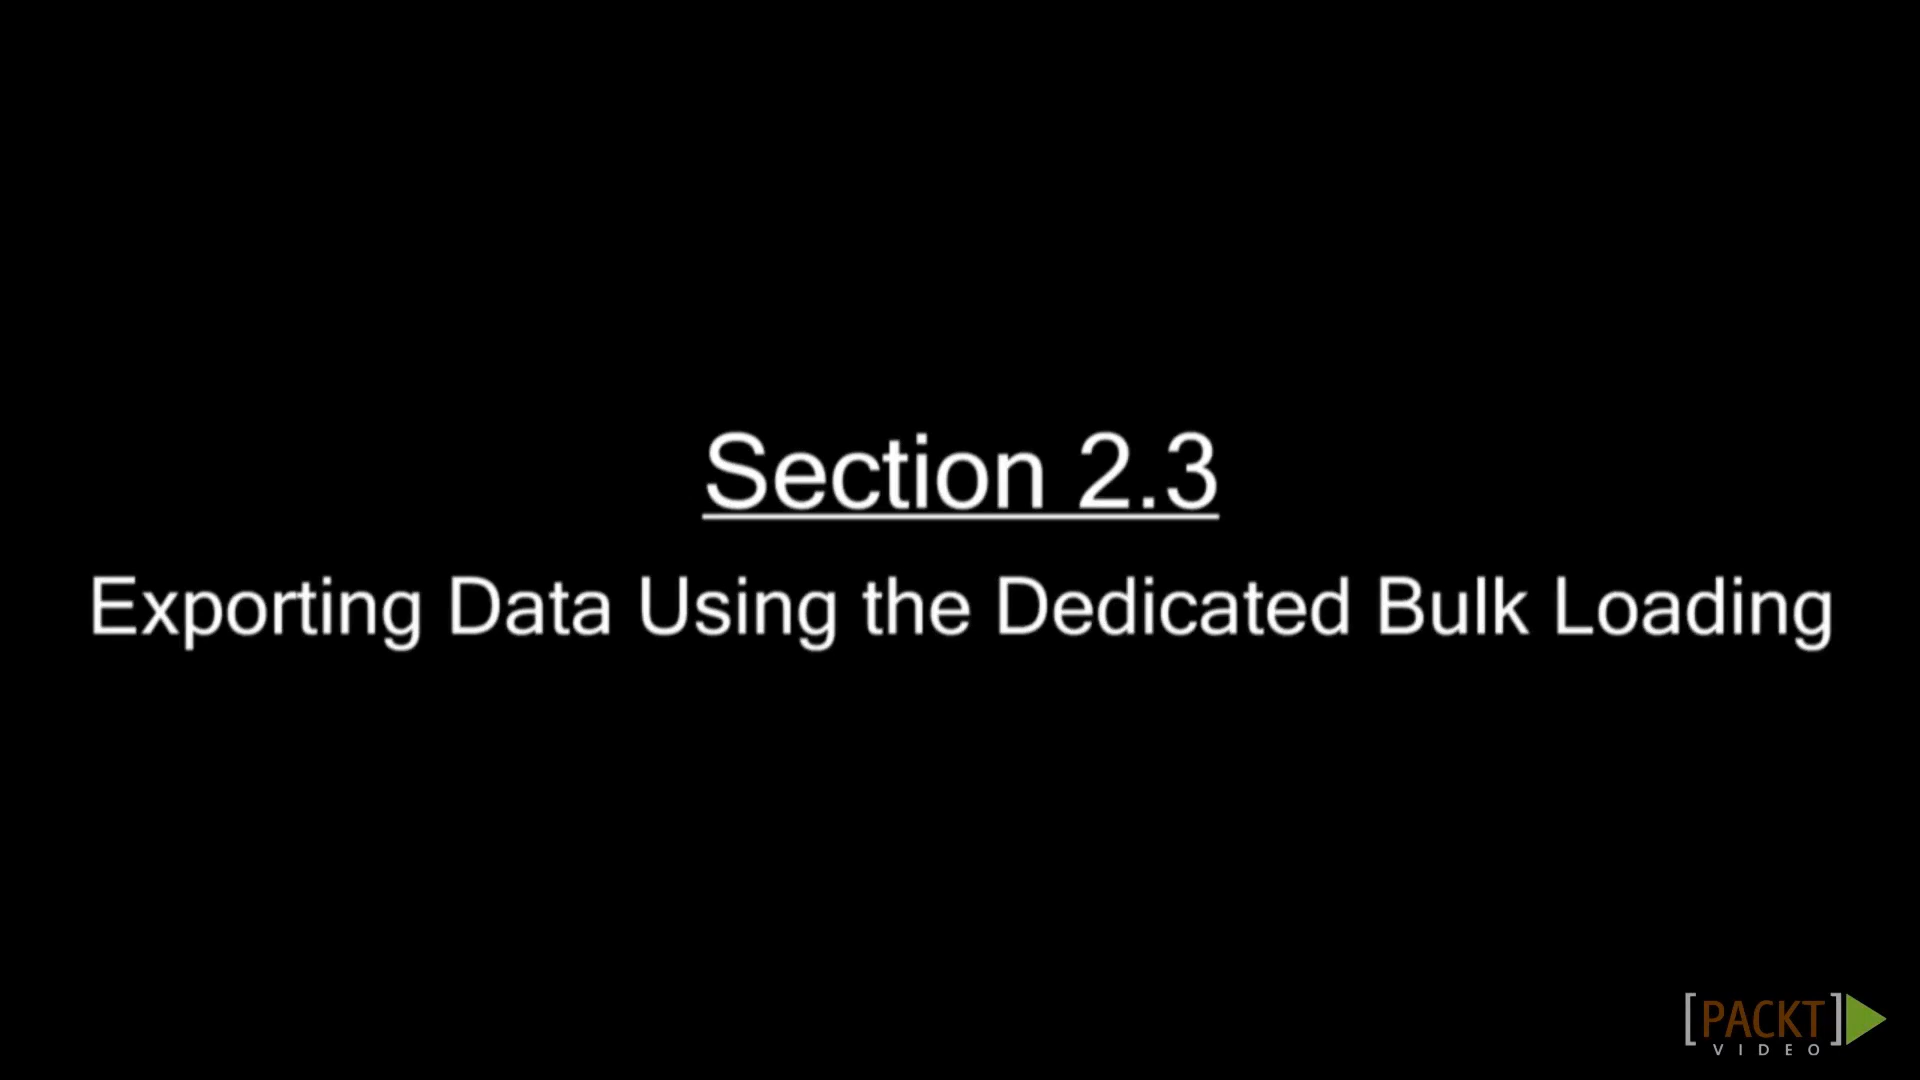 Section 2.3
Exporting Data Using the Dedicated Bulk Loading
[PACKT]
VIDEO